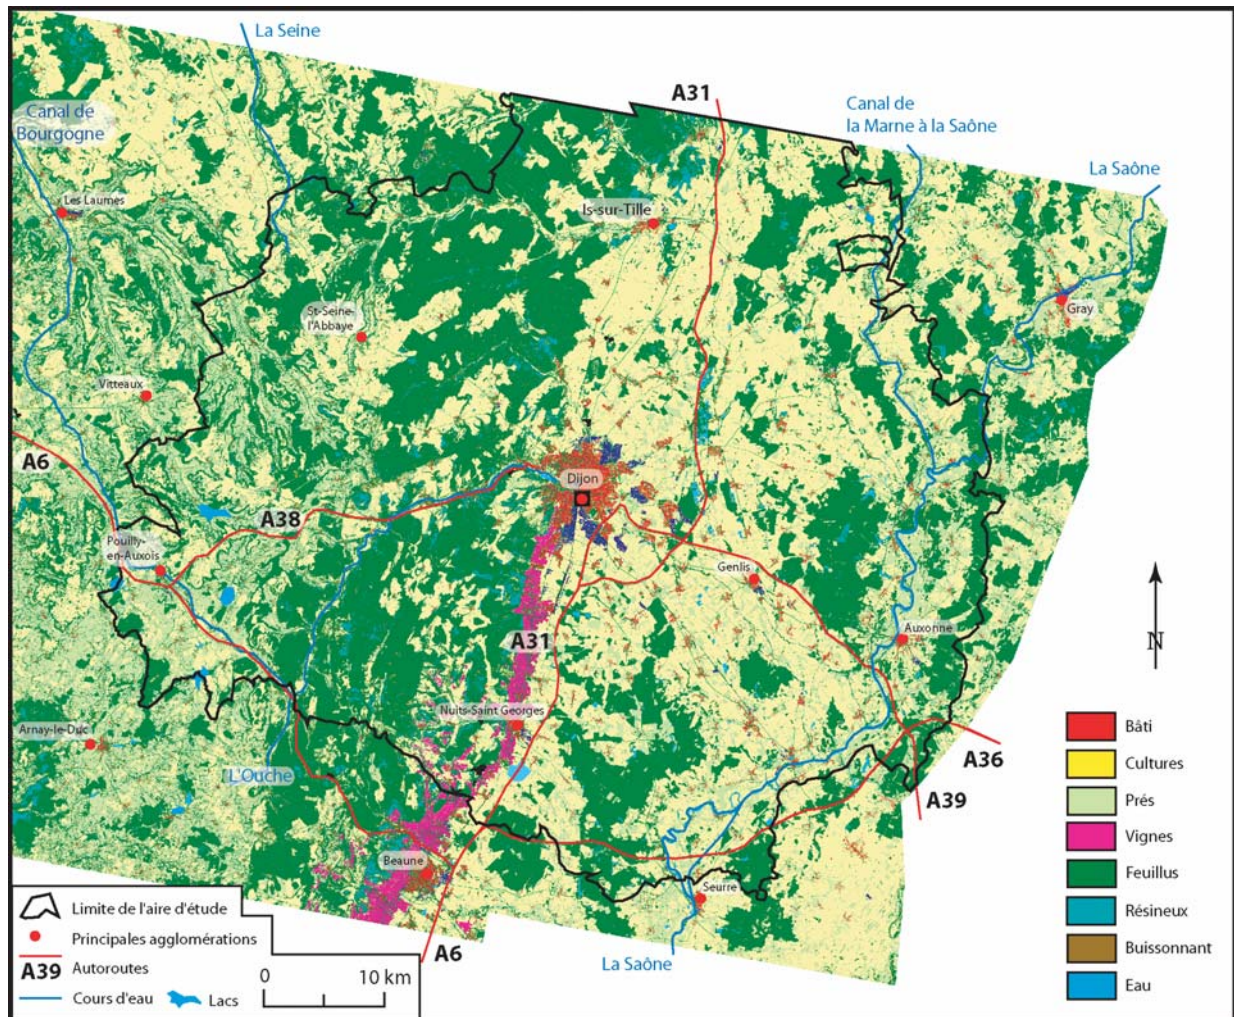 La Seine
A31
Canal de
la Marne à la Saône
Canal de
Bourgogne
La Saône
Les Laumes
Is-sur-Tille
Gray
St-Seine-
l'Abbaye
Vitteaux
A6
Dijon
A38
Pouilly-
en-Auxois
Genlis
N
Auxonne
A31
Nuits-Saint Georges
Arnay-le-Duc
L'Ouche
A36
A39
Beaune
Seurre
A6
La Saône
Limite de l'aire d'étude
Principales agglomérations
A39 Autoroutes
Cours d'eau Lacs
0 10 km
Bâti
Cultures
Prés
Vignes
Feuillus
Résineux
Buissonnant
Eau